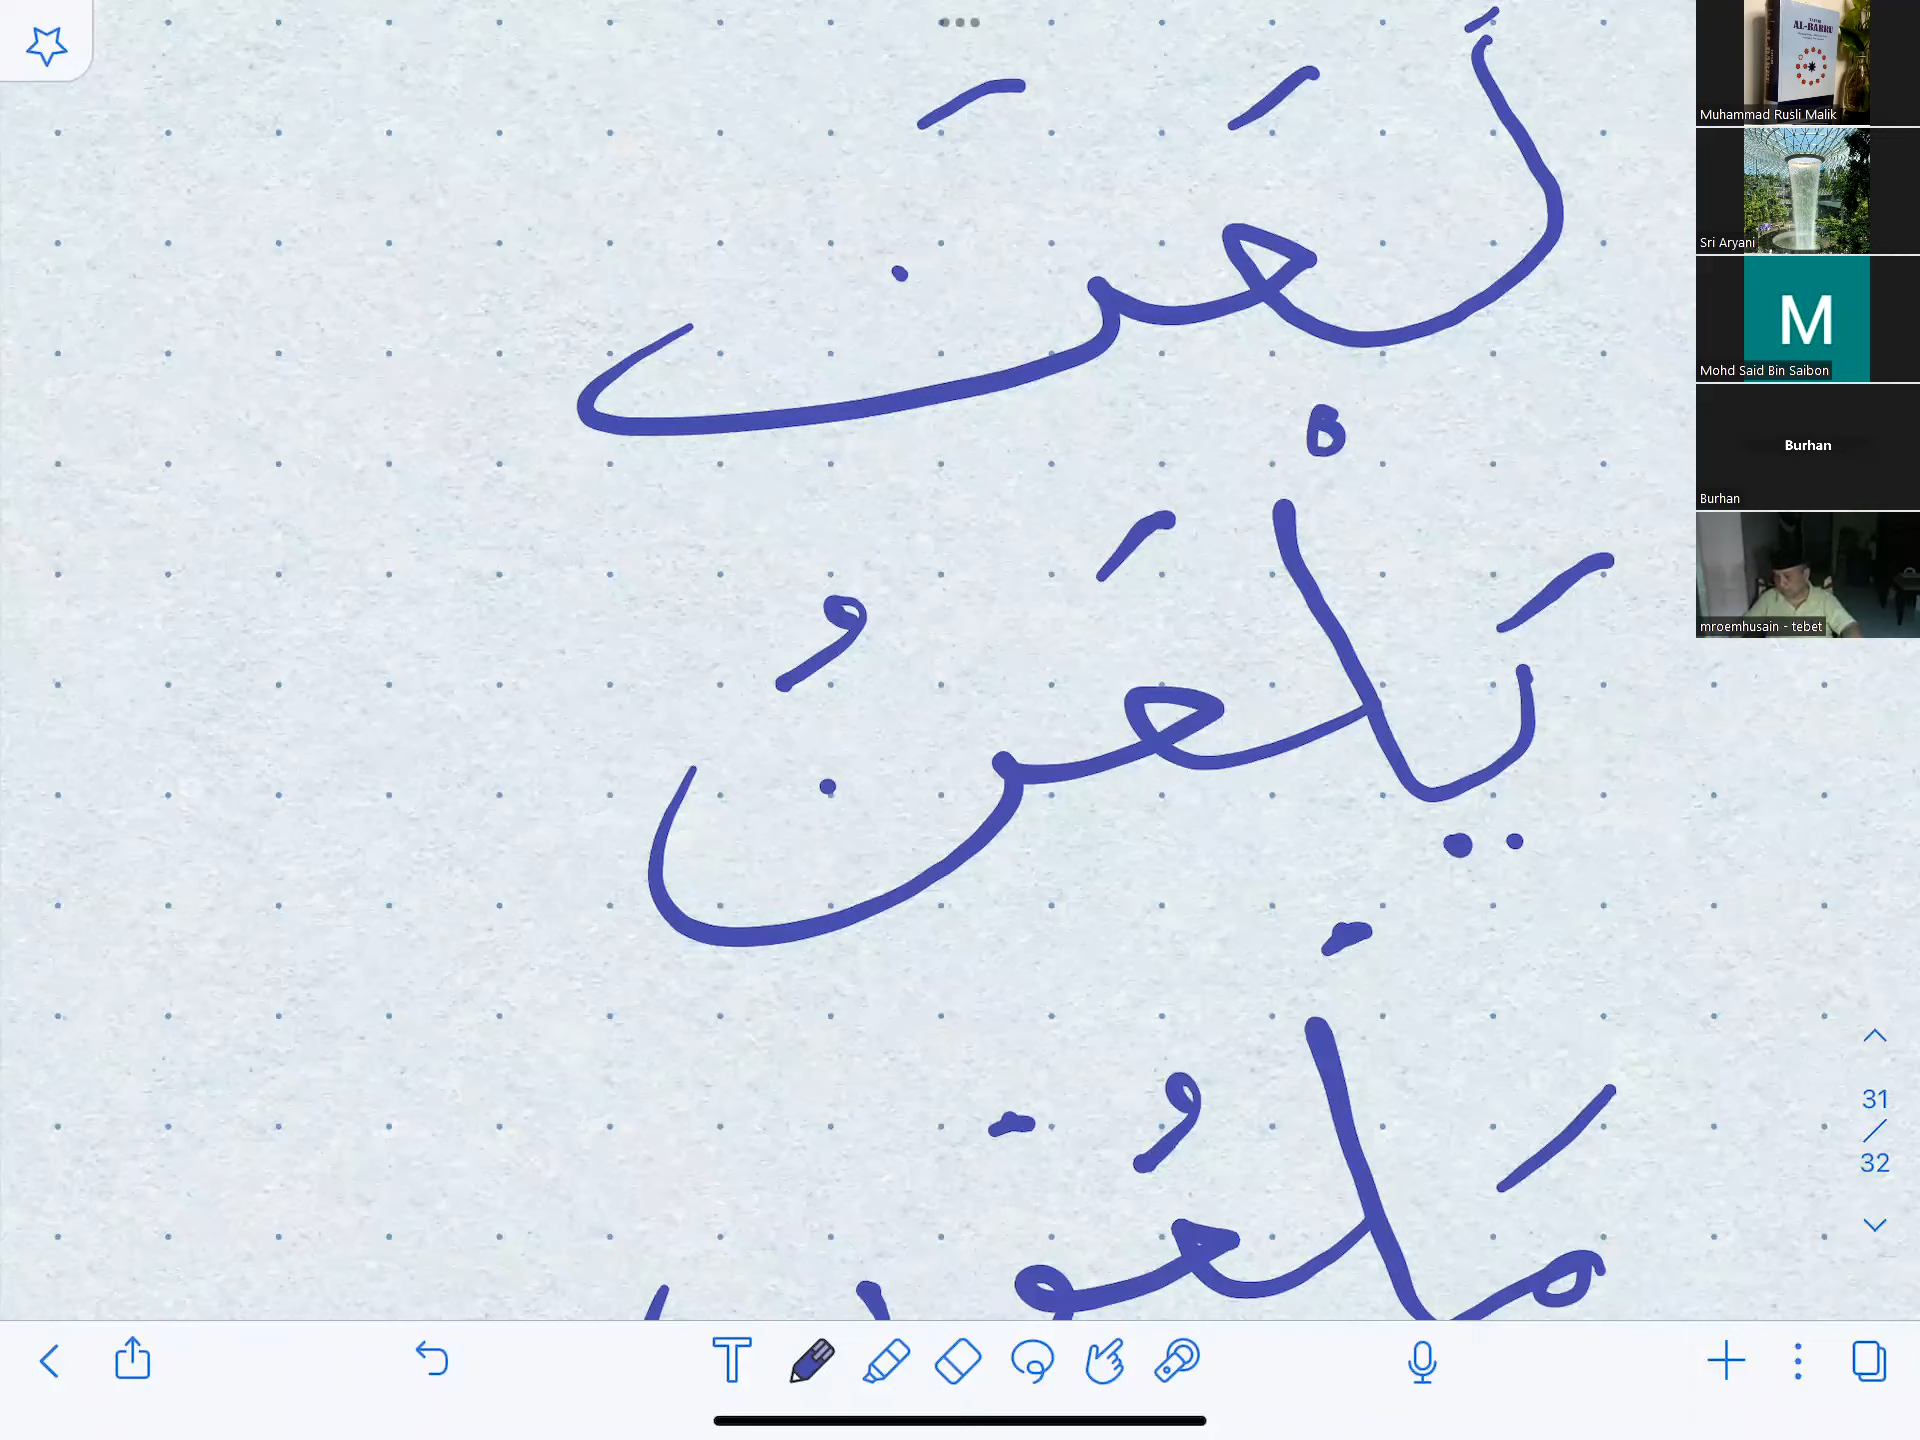 لَعَنَ
يَلْعَنُ
مَلْعُوْن
AL-BARRU
Muhammad Rusli Malik
Sri Aryani
M
Mohd Said Bin Saibon
Burhan
Burhan
mroemhusain - tebet
31
/
32
T